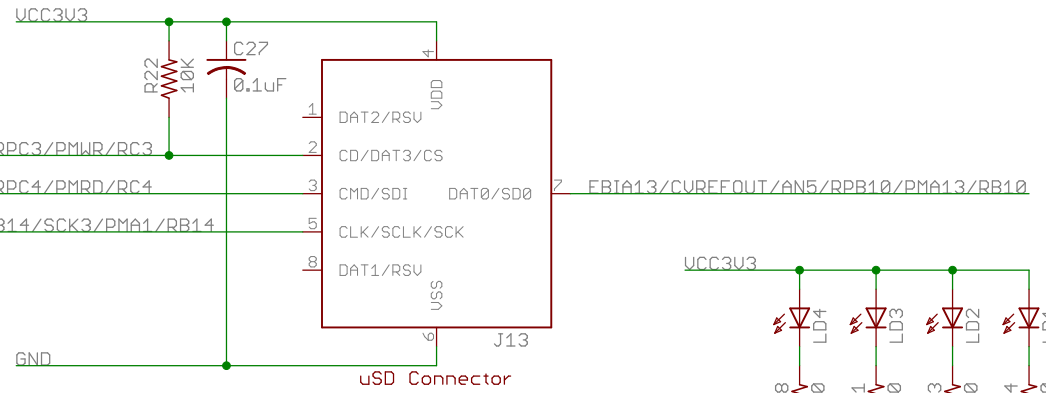 VCC3V3
C27
R22
10K
0.1uF
4
VDD
1
DAT2/RSV
RPC3/PMWR/RC3
2
CD/DAT3/CS
RPC4/PMRD/RC4
3
CMD/SDI
DAT0/SD0
7
EBIA13/CVREFOUT/AN5/RPB10/PMA13/RB10
B14/SCK3/PMA1/RB14
5
CLK/SCLK/SCK
8
DAT1/RSV
VSS
6
J13
GND
uSD Connector
VCC3V3
LD4
LD3
LD2
8
0
1
0
3
0
4